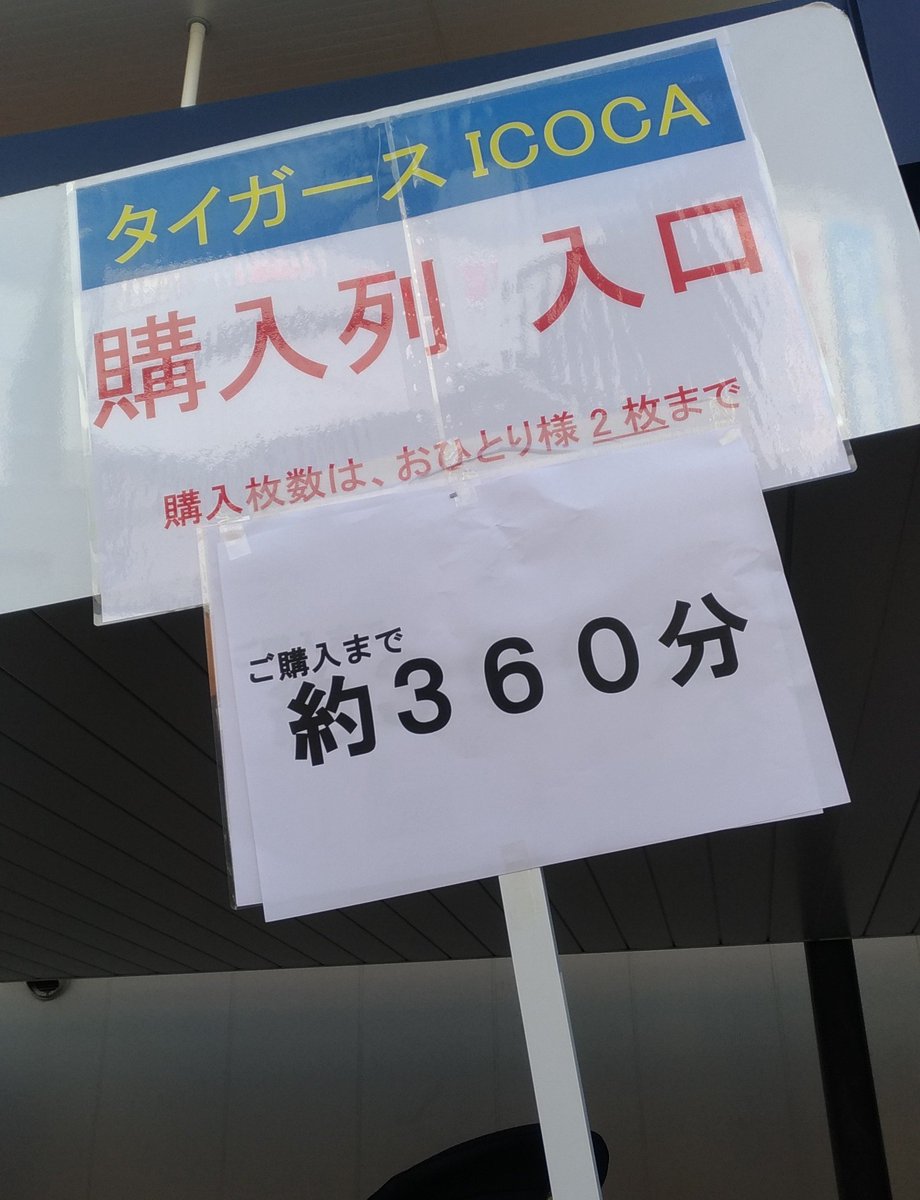 タイガース ICOCA
購入列 入口
購入枚数は、おひとり様2枚まで
ご購入まで
約360分